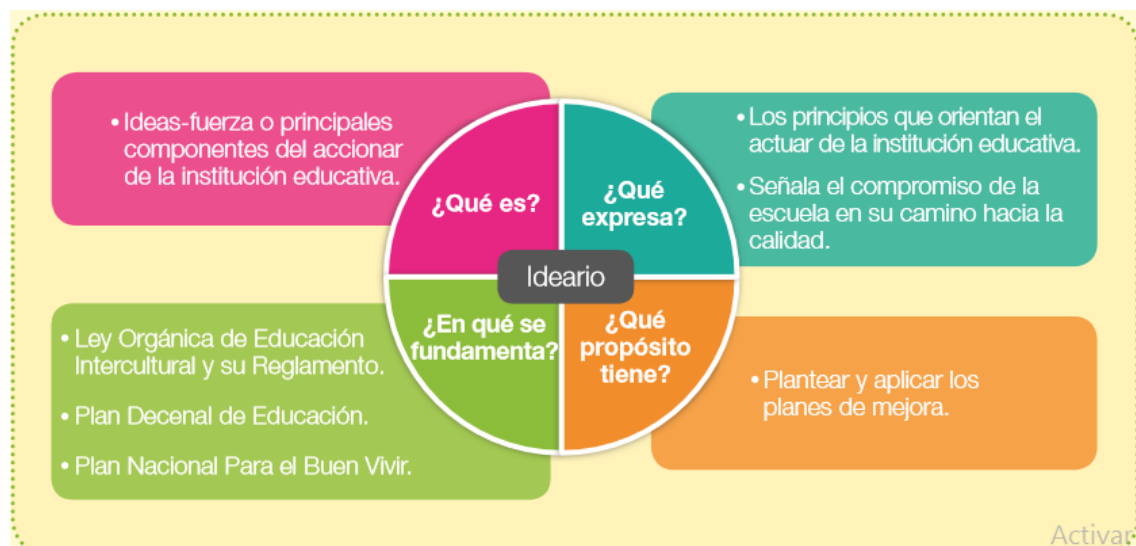 • Ideas-fuerza o principales
componentes del accionar
de la institución educativa.
¿Qué es?
¿Qué
expresa?
• Los principios que orientan el
actuar de la institución educativa.
• Señala el compromiso de la
escuela en su camino hacia la
calidad.
Ideario
• Ley Orgánica de Educación
Intercultural y su Reglamento.
• Plan Decenal de Educación.
• Plan Nacional Para el Buen Vivir.
¿En qué se
fundamenta?
¿Qué
propósito
tiene?
• Plantear y aplicar los
planes de mejora.
Activar